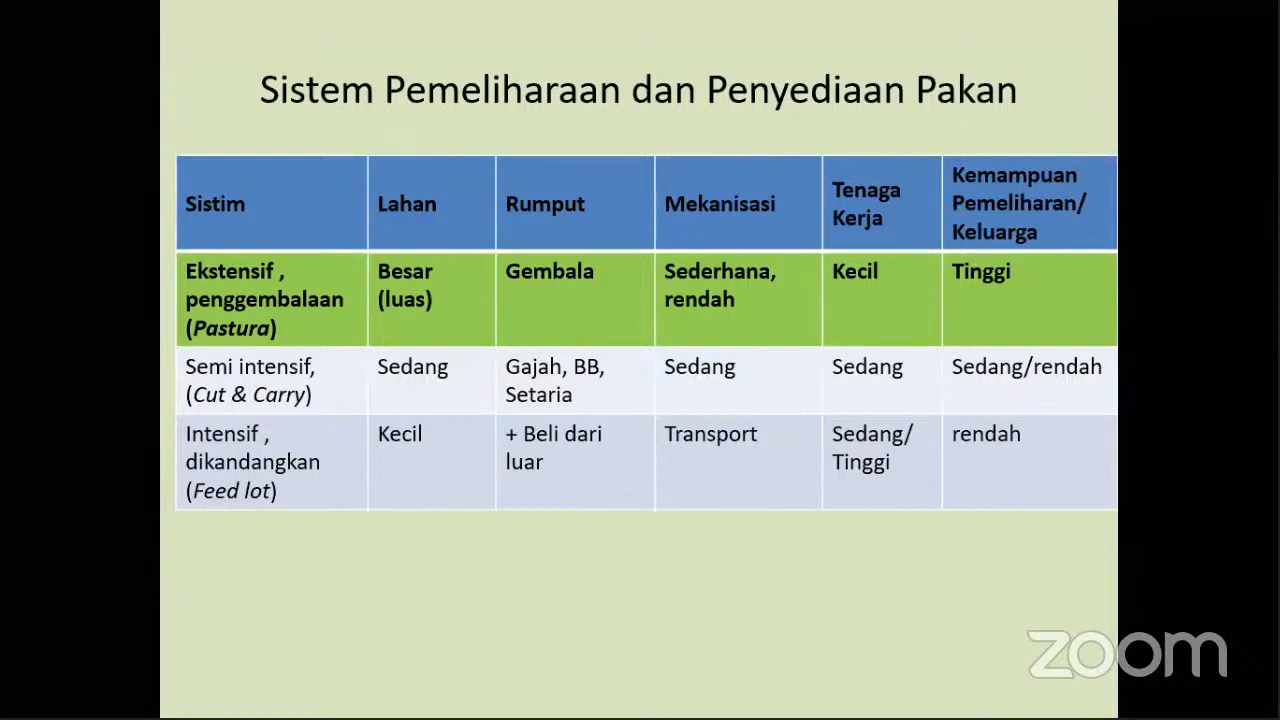 Sistem Pemeliharaan dan Penyediaan Pakan
Sistim
Lahan
Rumput
Mekanisasi
Tenaga
Kerja
Kemampuan
Pemeliharan/
Keluarga
Ekstensif ,
penggembalaan
(Pastura)
Besar
(luas)
Gembala
Sederhana,
rendah
Kecil
Tinggi
Semi intensif,
(Cut & Carry)
Sedang
Gajah, BB,
Setaria
Sedang
Sedang
Sedang/rendah
Intensif ,
dikandangkan
(Feed lot)
Kecil
+ Beli dari
luar
Transport
Sedang/
Tinggi
rendah
zoom